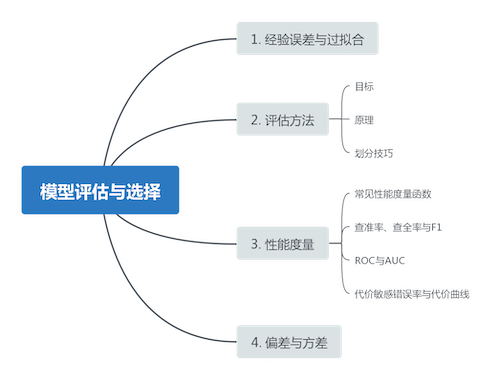 模型评估与选择
1. 经验误差与过拟合
2. 评估方法
目标
原理
划分技巧
3. 性能度量
常见性能度量函数
查准率、查全率与F1
ROC与AUC
代价敏感错误率与代价曲线
4. 偏差与方差